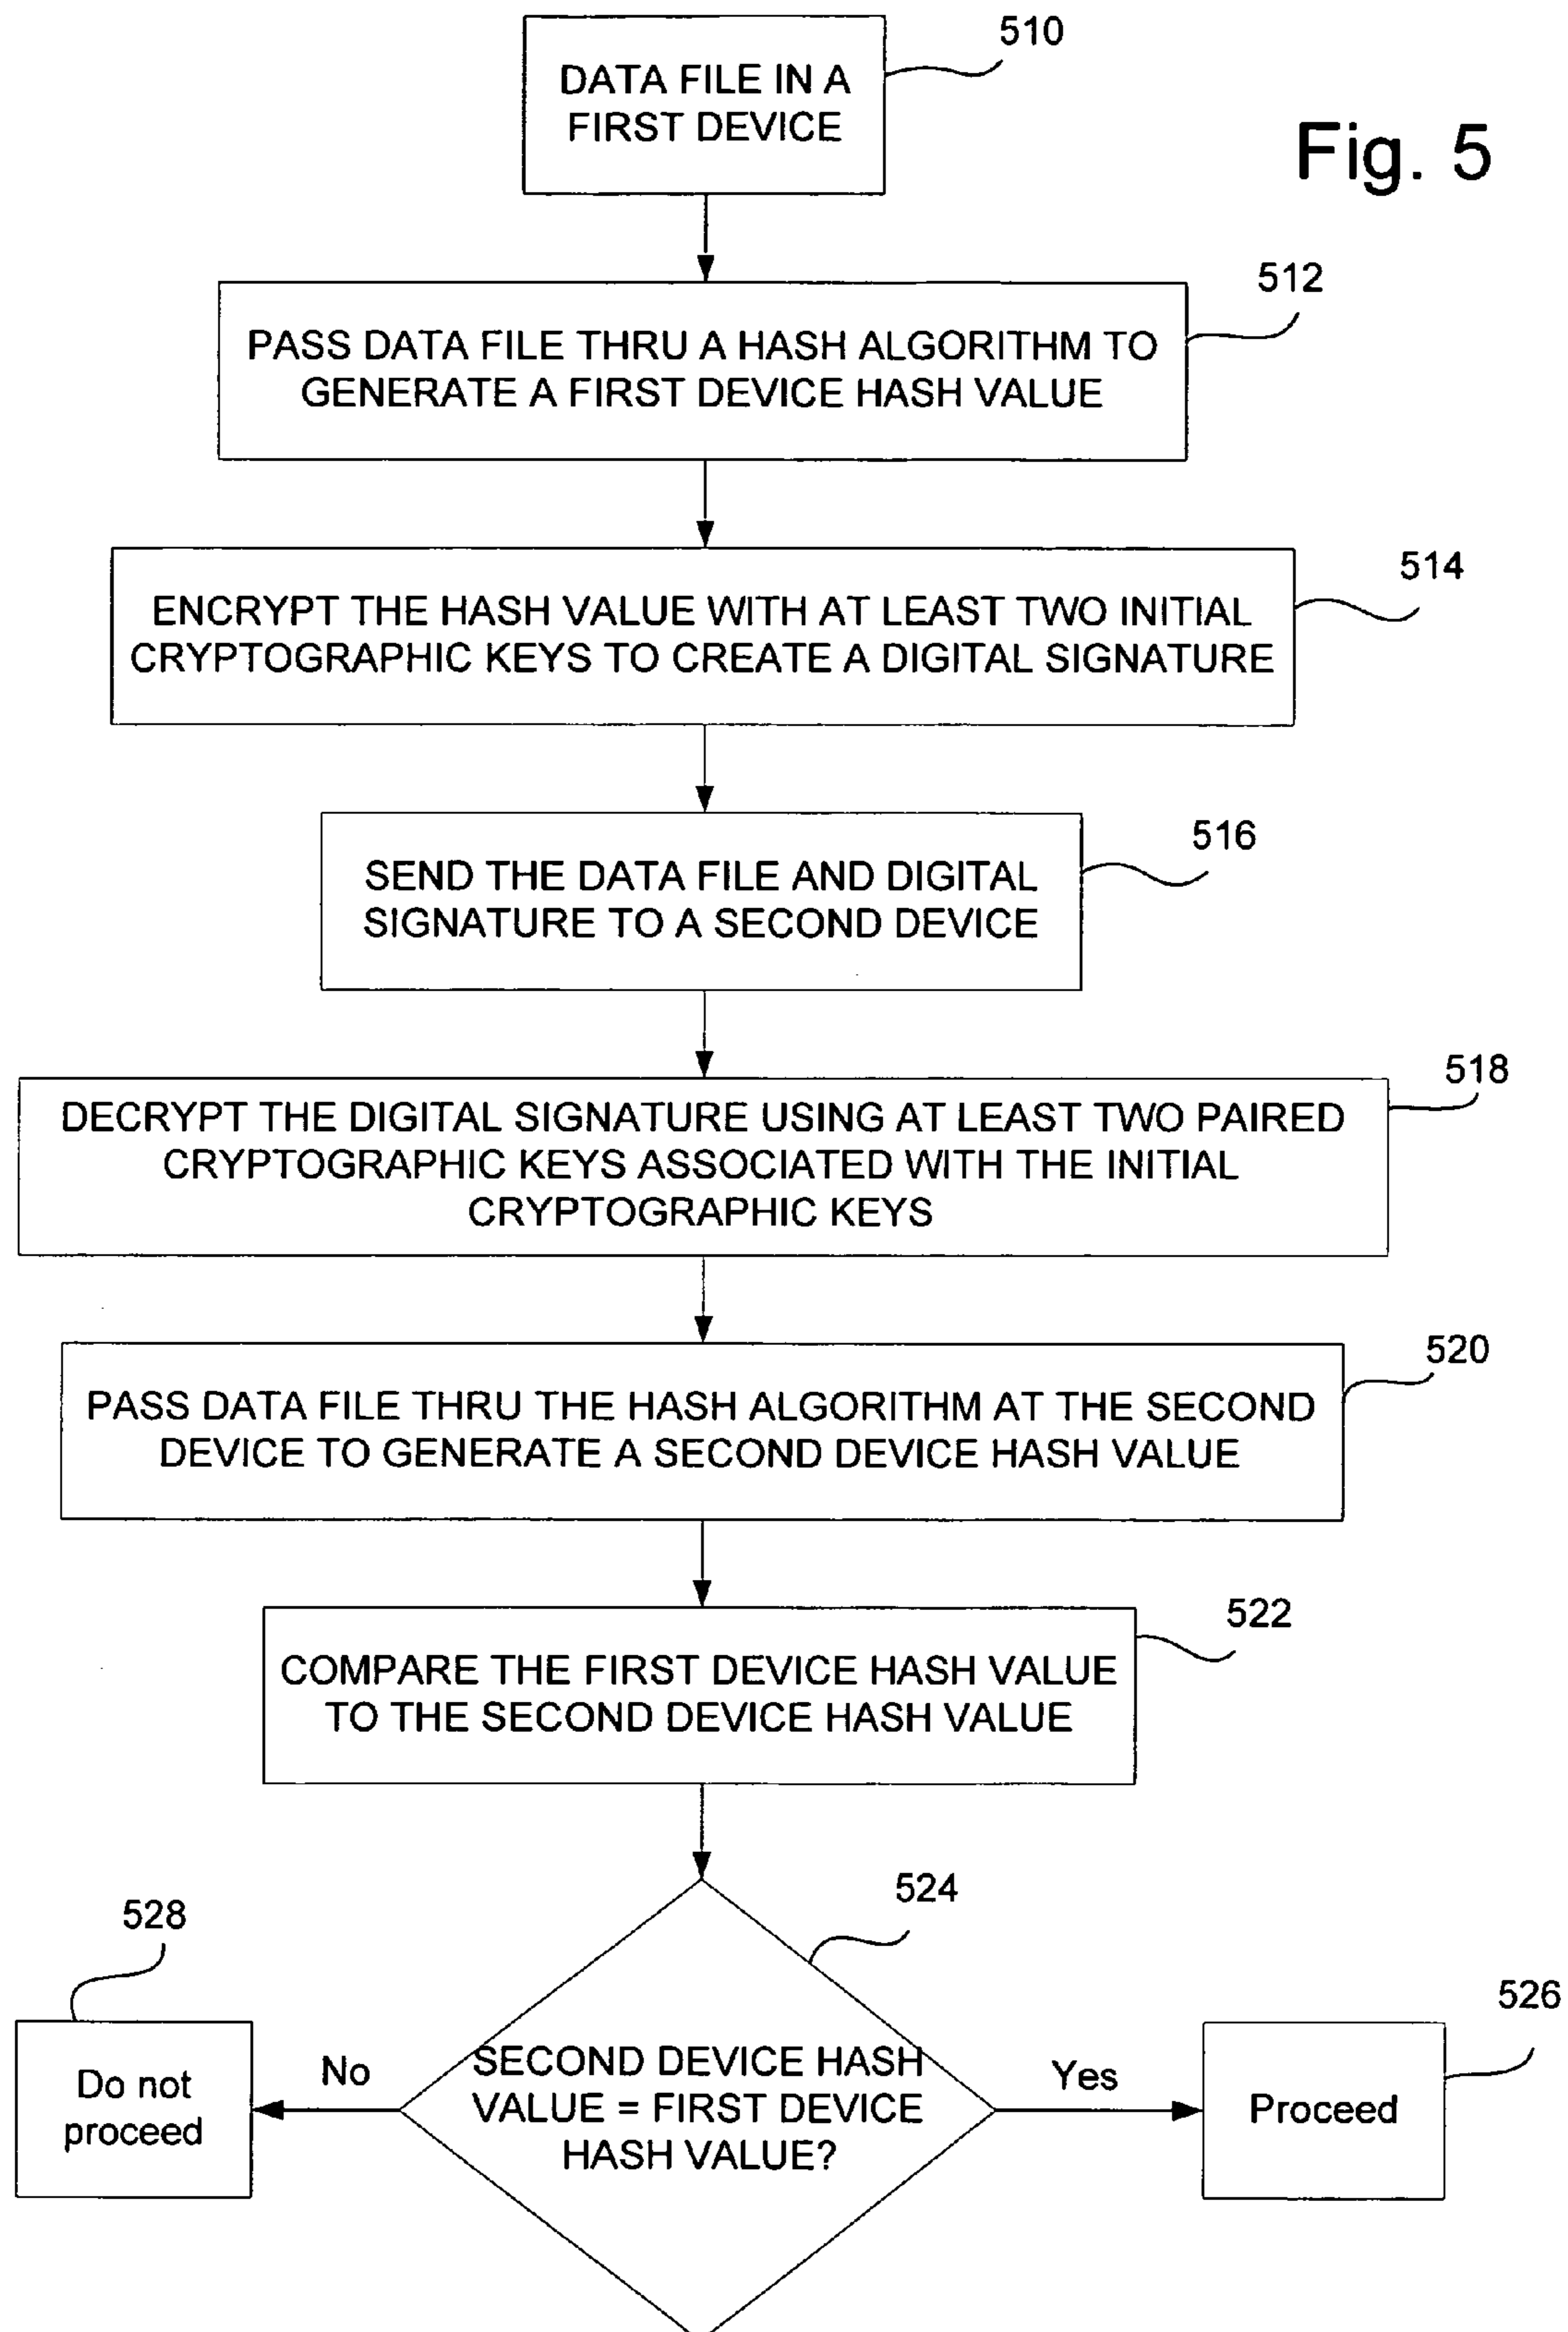 510
DATA FILE IN A
FIRST DEVICE
Fig. 5
512
PASS DATA FILE THRU A HASH ALGORITHM TO
GENERATE A FIRST DEVICE HASH VALUE
514
ENCRYPT THE HASH VALUE WITH AT LEAST TWO INITIAL
CRYPTOGRAPHIC KEYS TO CREATE A DIGITAL SIGNATURE
516
SEND THE DATA FILE AND DIGITAL
SIGNATURE TO A SECOND DEVICE
518
DECRYPT THE DIGITAL SIGNATURE USING AT LEAST TWO PAIRED
CRYPTOGRAPHIC KEYS ASSOCIATED WITH THE INITIAL
CRYPTOGRAPHIC KEYS
520
PASS DATA FILE THRU THE HASH ALGORITHM AT THE SECOND
DEVICE TO GENERATE A SECOND DEVICE HASH VALUE
522
COMPARE THE FIRST DEVICE HASH VALUE
TO THE SECOND DEVICE HASH VALUE
524
528
526
Do not
proceed
No
SECOND DEVICE HASH
VALUE = FIRST DEVICE
HASH VALUE?
Yes
Proceed